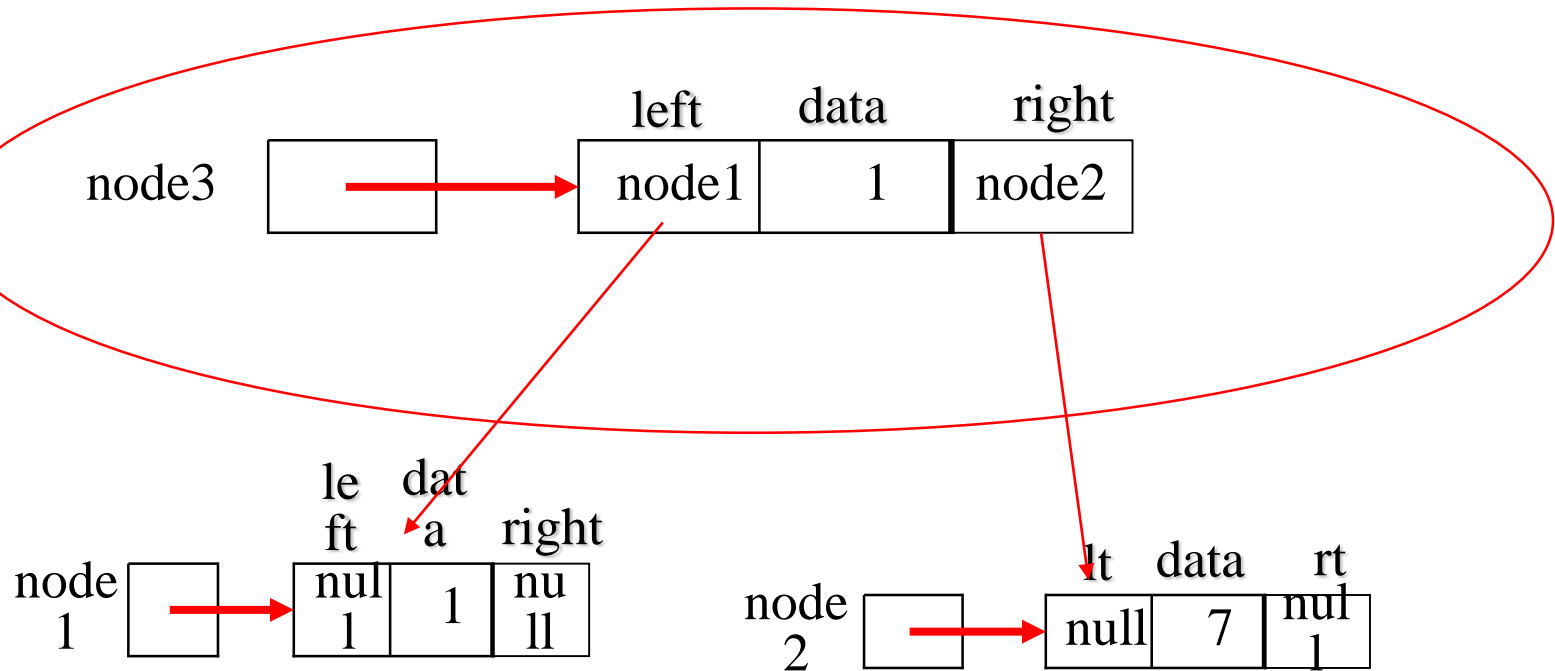 left data right
node3 node1 1 node2
le dat
ft a right
node nul 1 nu
1 l ll
lt data rt
node null 7 nul
2 l